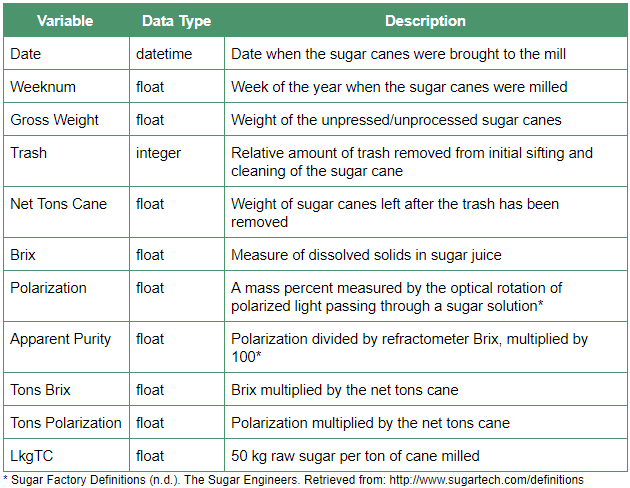 Variable Data Type Description
Date datetime Date when the sugar canes were brought to the mill
Weeknum float Week of the year when the sugar canes were milled
Gross Weight float Weight of the unpressed/unprocessed sugar canes
Trash integer Relative amount of trash removed from initial sifting and
cleaning of the sugar cane
Net Tons Cane float Weight of sugar canes left after the trash has been
removed
Brix float Measure of dissolved solids in sugar juice
Polarization float A mass percent measured by the optical rotation of
polarized light passing through a sugar solution*
Apparent Purity float Polarization divided by refractometer Brix, multiplied by
100*
Tons Brix float Brix multiplied by the net tons cane
Tons Polarization float Polarization multiplied by the net tons cane
LkgTC float 50 kg raw sugar per ton of cane milled
* Sugar Factory Definitions (n.d.). The Sugar Engineers. Retrieved from: http://www.sugartech.com/definitions